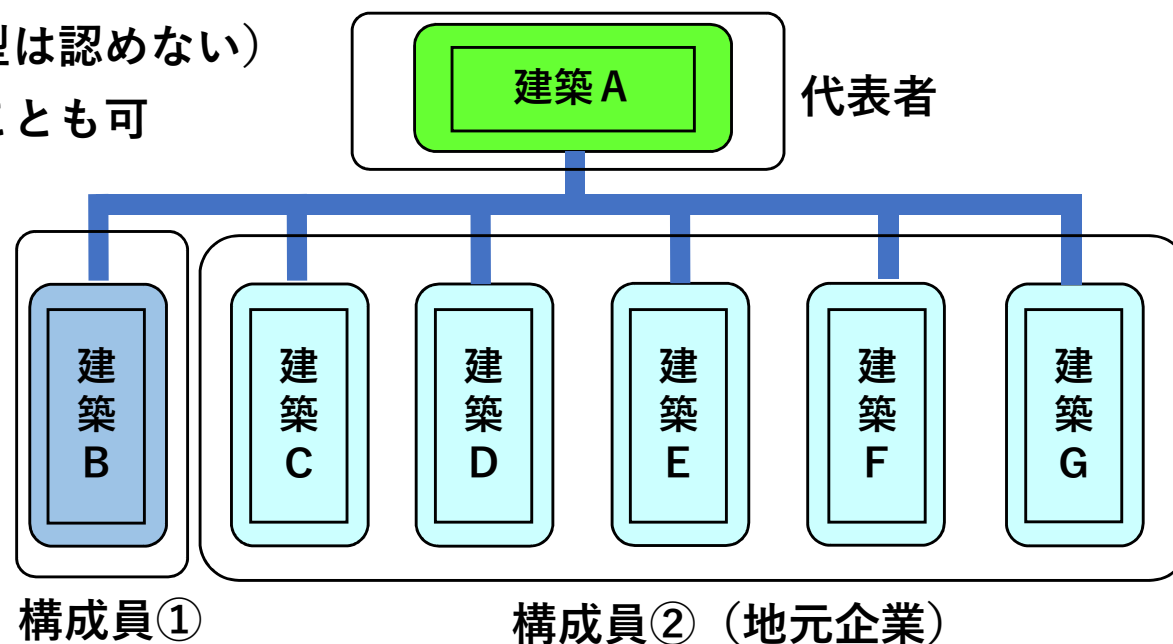 型は認めない）
ことも可
建築A
代表者
建築B
建築C
建築D
建築E
建築F
建築G
構成員①
構成員②（地元企業）